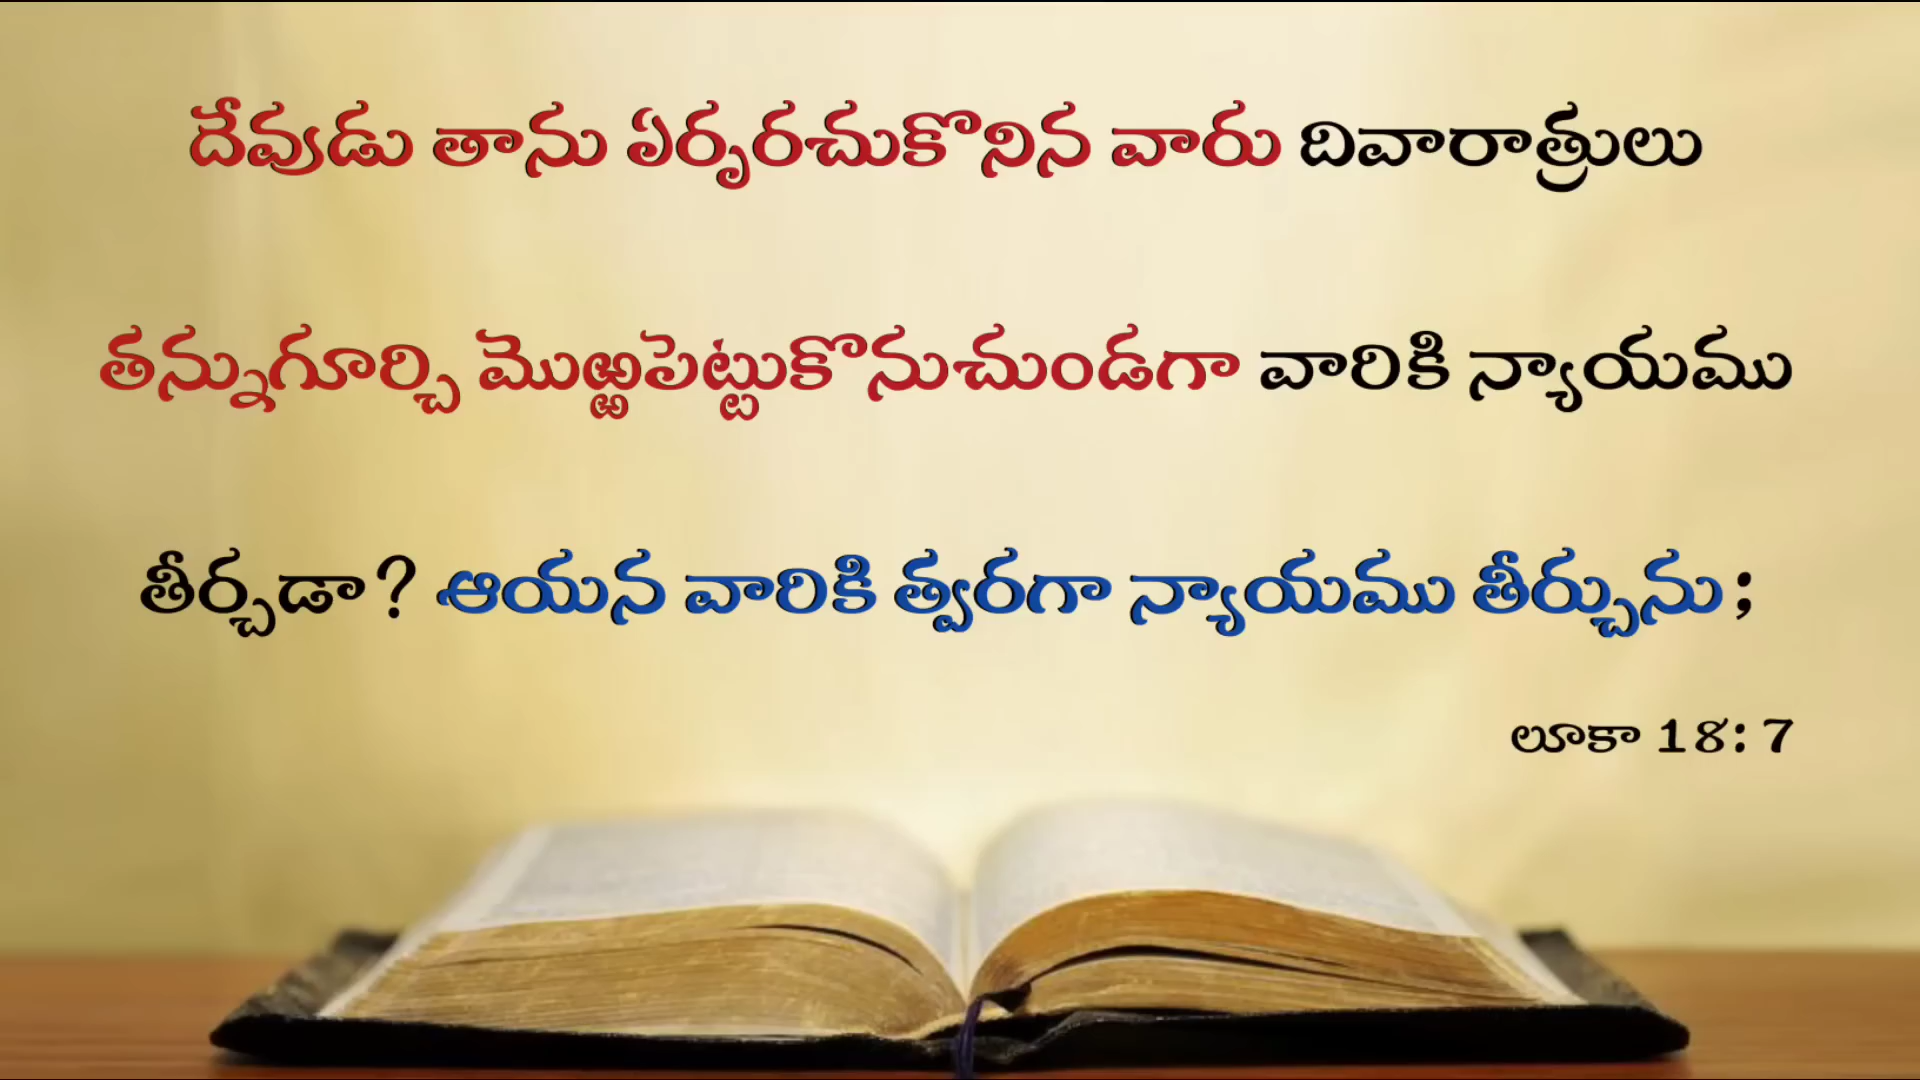 దేవుడు తాను ఏర్పరచుకొనిన వారు దివారాత్రులు
తన్నుగూర్చి మొఱ్ఱపెట్టుకొనుచుండగా వారికి న్యాయము
తీర్చడా? ఆయన వారికి త్వరగా న్యాయము తీర్చును;
లూకా 18: 7